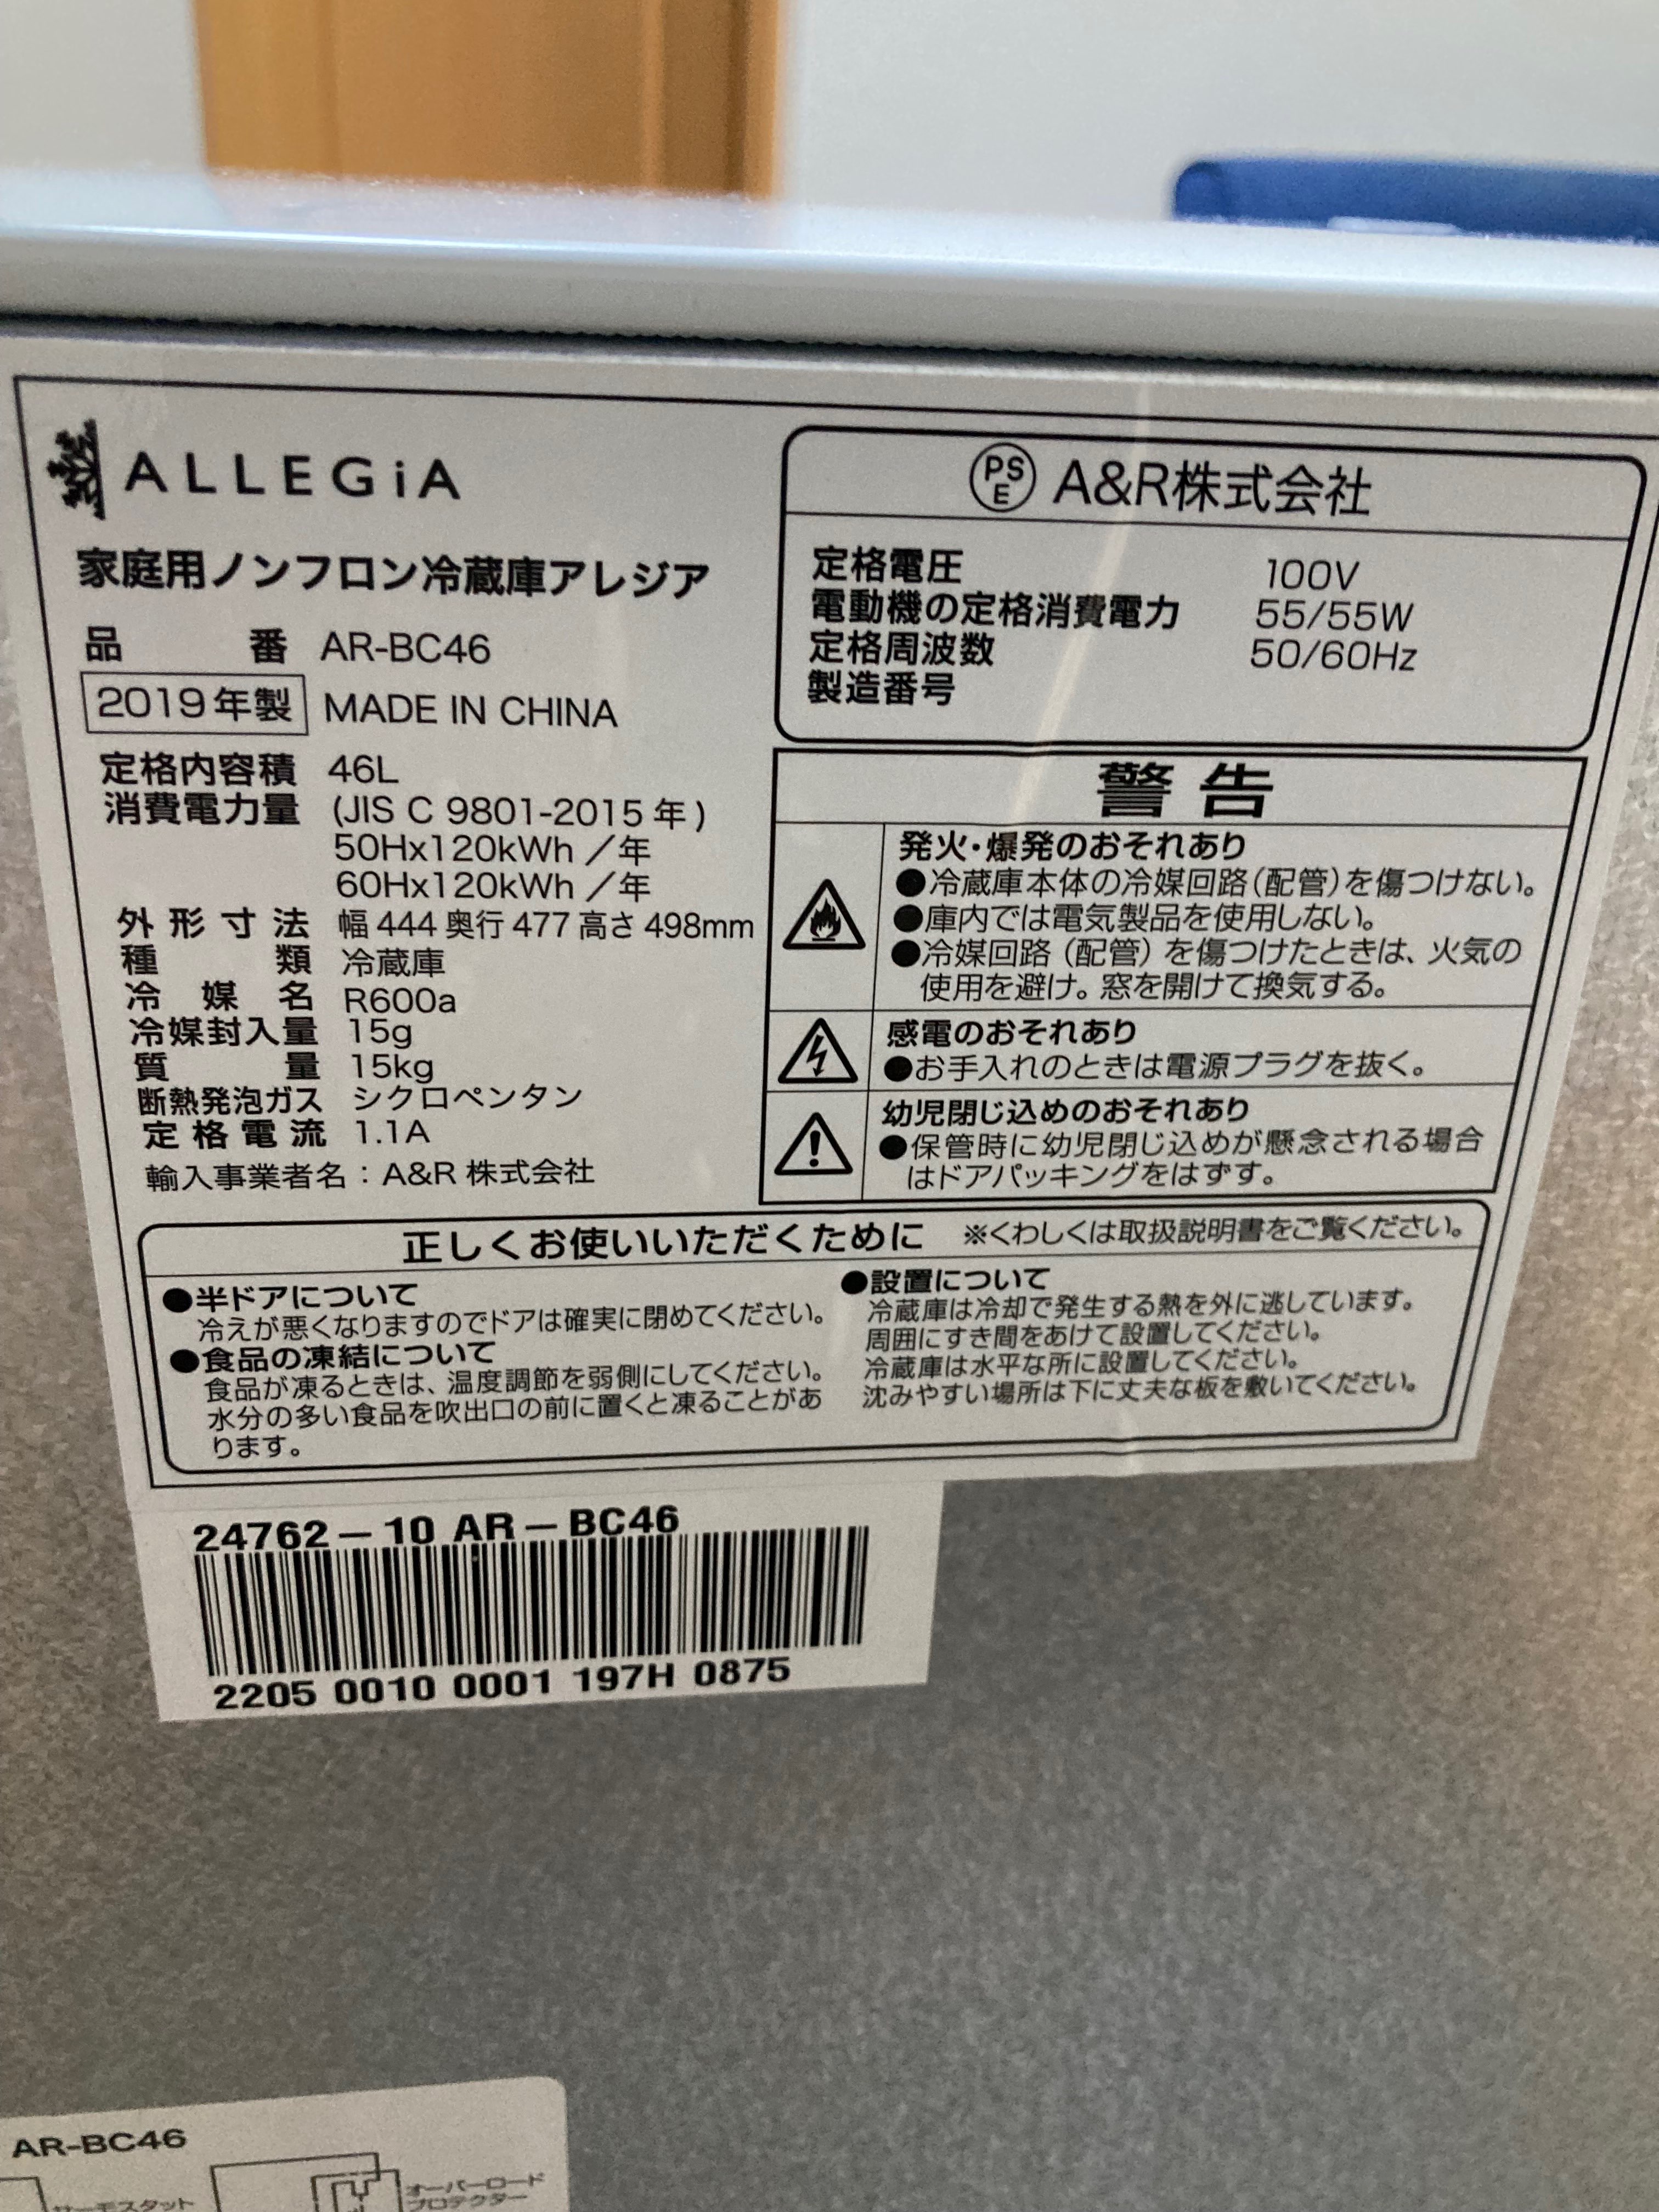 ALLEGiA
家庭用ノンフロン冷蔵庫アレジア
品番 AR-BC46
2019年製 MADE IN CHINA
定格内容積 46L
消費電力量 (JIS C 9801-2015年)
50Hx120kWh／年
60Hx120kWh／年
外形寸法 幅444奥行477高さ498mm
種類 冷蔵庫
冷媒名 R600a
冷媒封入量 15g
質量 15kg
断熱発泡ガス シクロペンタン
定格電流 1.1A
輸入事業者名：A&R株式会社
PSE A&R株式会社
定格電圧 100V
電動機の定格消費電力 55/55W
定格周波数 50/60Hz
製造番号
警告
発火・爆発のおそれあり
●冷蔵庫本体の冷媒回路(配管)を傷つけない。
●庫内では電気製品を使用しない。
●冷媒回路(配管)を傷つけたときは、火気の
使用を避け。窓を開けて換気する。
感電のおそれあり
●お手入れのときは電源プラグを抜く。
幼児閉じ込めのおそれあり
●保管時に幼児閉じ込めが懸念される場合
はドアパッキングをはずす。
正しくお使いいただくために ※くわしくは取扱説明書をご覧ください。
●半ドアについて
冷えが悪くなりますのでドアは確実に閉めてください。
●食品の凍結について
食品が凍るときは、温度調節を弱側にしてください。
水分の多い食品を吹出口の前に置くと凍ることがあ
ります。
●設置について
冷蔵庫は冷却で発生する熱を外に逃しています。
周囲にすき間をあけて設置してください。
冷蔵庫は水平な所に設置してください。
沈みやすい場所は下に丈夫な板を敷いてください。
24762-10 AR-BC46
2205 0010 0001 197H 0875
AR-BC46
サーモスタット
オーバーロード
プロテクター